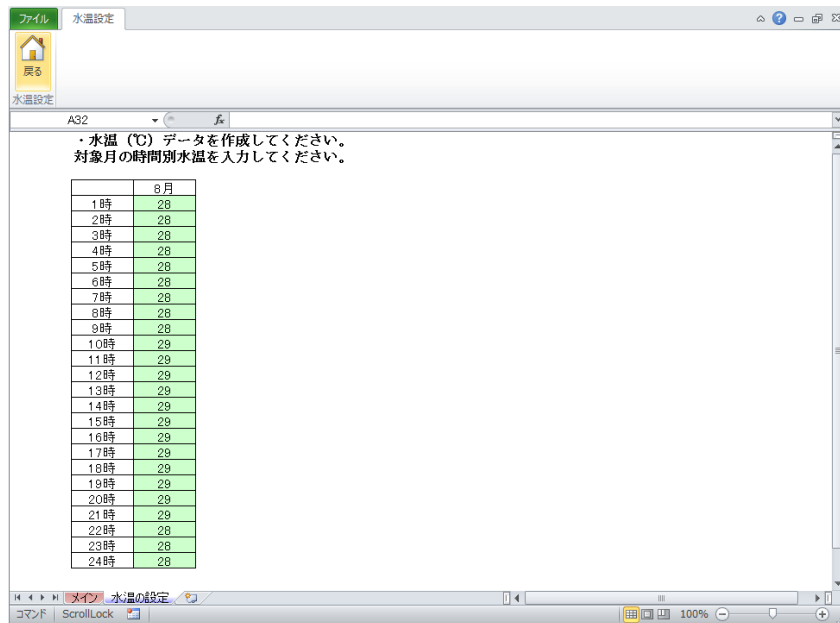 ファイル 水温設定
戻る
水温設定
A32 fx
・水温（℃）データを作成してください。
対象月の時間別水温を入力してください。
8月
1時 28
2時 28
3時 28
4時 28
5時 28
6時 28
7時 28
8時 28
9時 28
10時 29
11時 29
12時 29
13時 29
14時 29
15時 29
16時 29
17時 29
18時 29
19時 29
20時 29
21時 29
22時 28
23時 28
24時 28
メイン 水温の設定
コマンド ScrollLock 100%